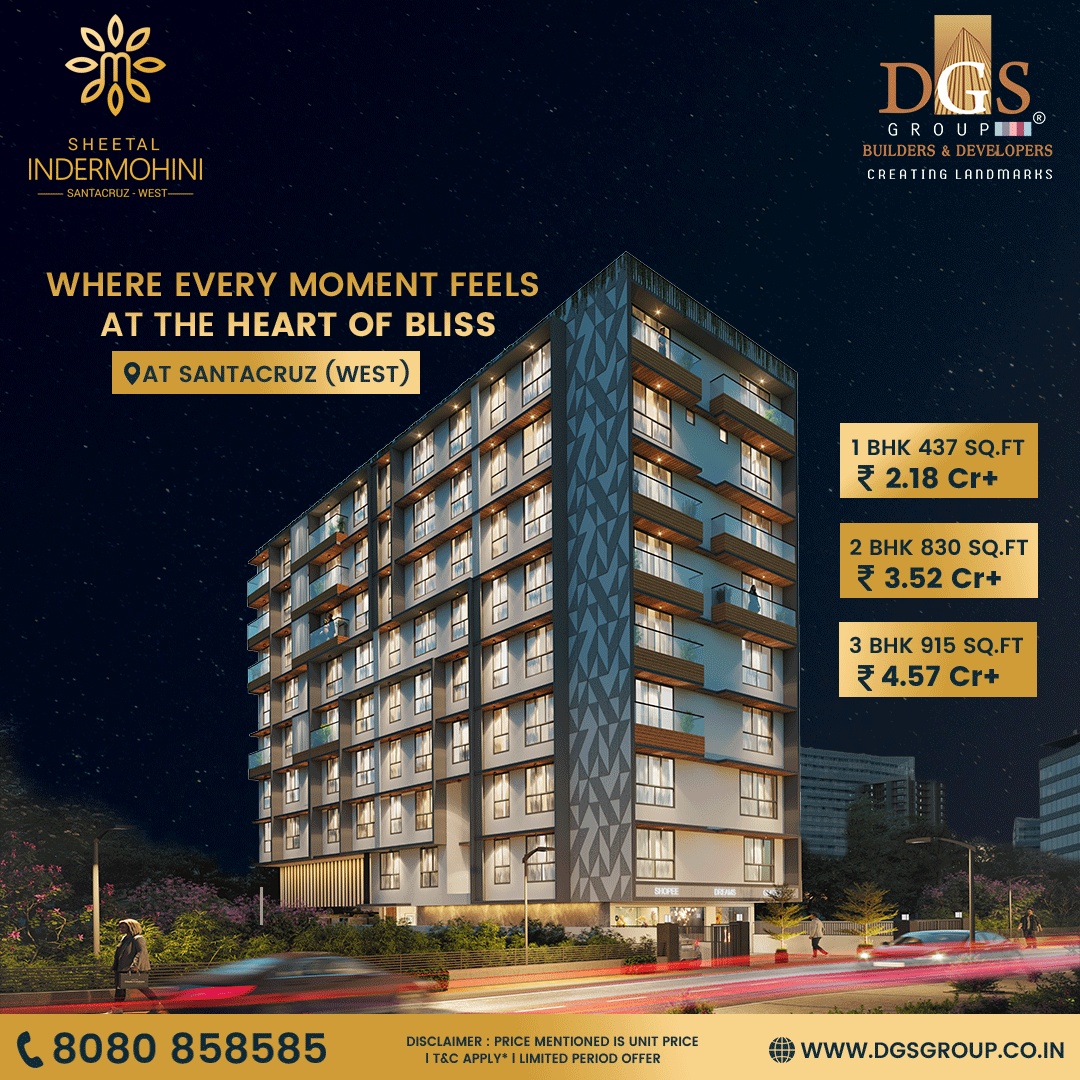 SHEETAL
INDERMOHINI
SANTACRUZ - WEST
DGS
GROUP ®
BUILDERS & DEVELOPERS
CREATING LANDMARKS
WHERE EVERY MOMENT FEELS
AT THE HEART OF BLISS
AT SANTACRUZ (WEST)
1 BHK 437 SQ.FT
₹ 2.18 Cr+
2 BHK 830 SQ.FT
₹ 3.52 Cr+
3 BHK 915 SQ.FT
₹ 4.57 Cr+
SHOPEE DREAMS
8080 858585
DISCLAIMER : PRICE MENTIONED IS UNIT PRICE
| T&C APPLY* | LIMITED PERIOD OFFER
WWW.DGSGROUP.CO.IN